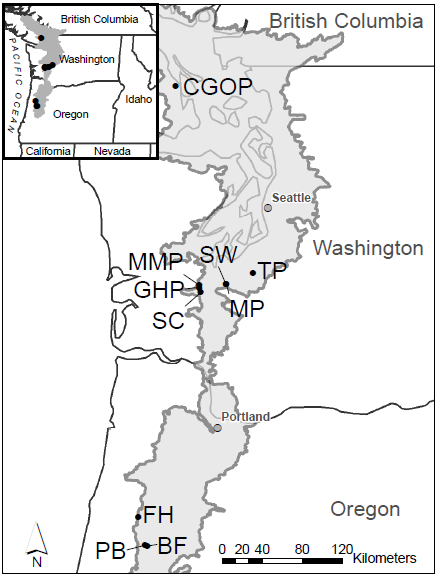 British Columbia
PACIFIC OCEAN
Washington
Oregon
Idaho
California
Nevada
British Columbia
CGOP
Seattle
Washington
SW
MMP
TP
GHP
MP
SC
Portland
Oregon
FH
PB
BF
N
0 20 40 80 120
Kilometers